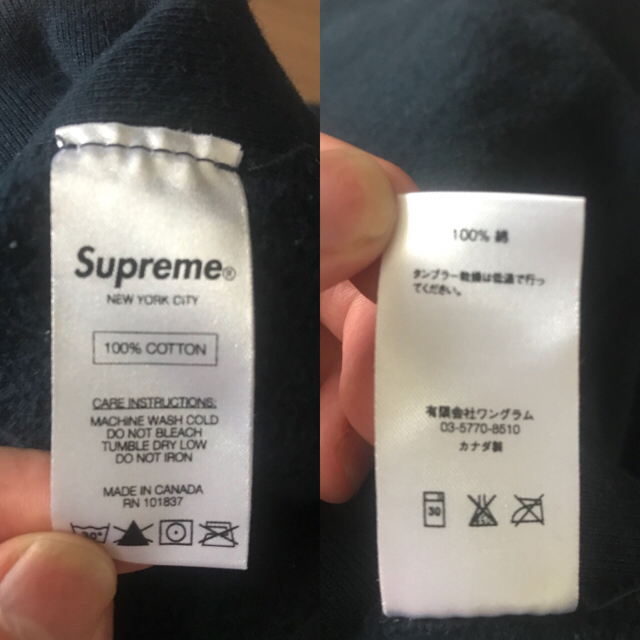 Supreme®
NEW YORK CITY
100% COTTON
CARE INSTRUCTIONS:
MACHINE WASH COLD
DO NOT BLEACH
TUMBLE DRY LOW
DO NOT IRON
MADE IN CANADA
RN 101837
30°
100% 綿
タンブラー乾燥は低温で行っ
てください。
有限会社ワングラム
03-5770-8510
カナダ製
30